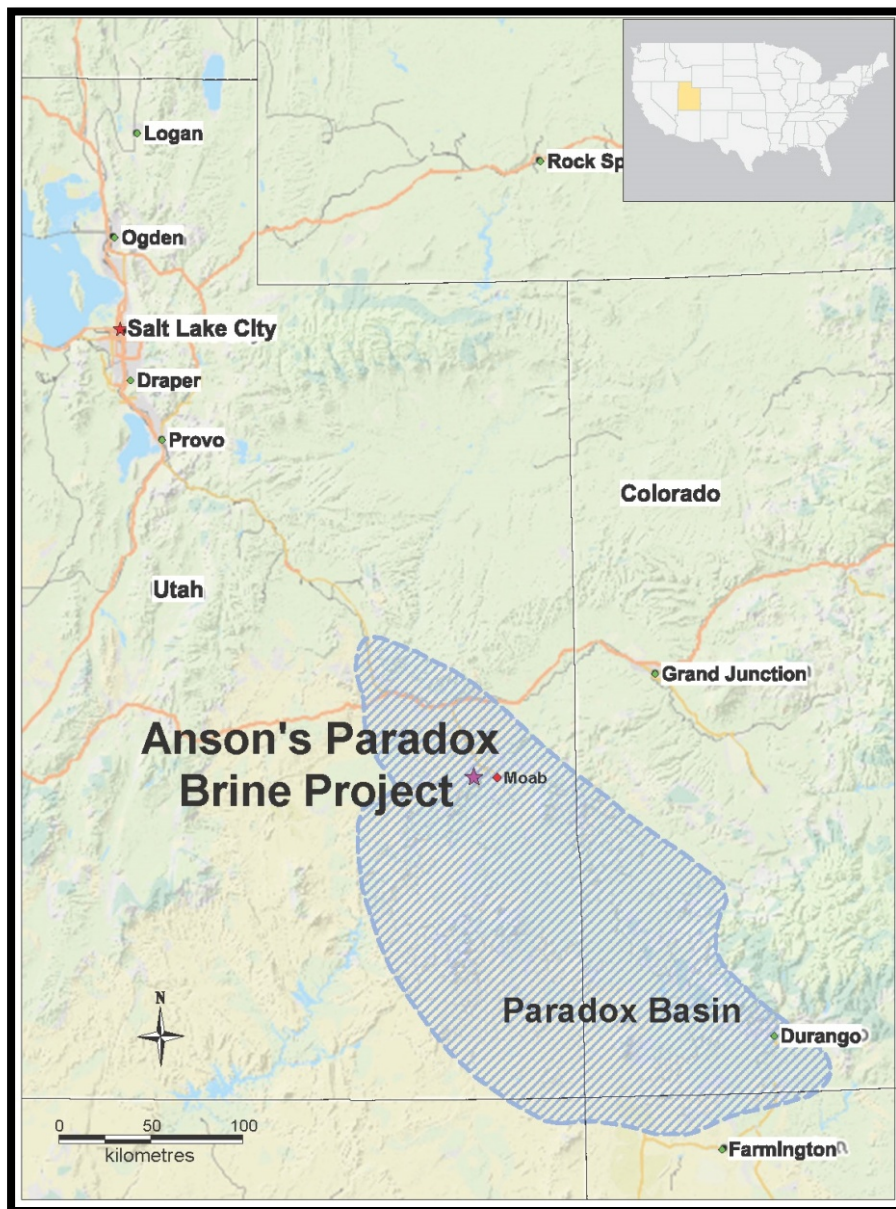 Logan
Rock Sp
Ogden
Salt Lake City
Draper
Provo
Colorado
Utah
Grand Junction
Anson's Paradox
Brine Project
Moab
Paradox Basin
N
Durango
0 50 100
kilometres
Farmington